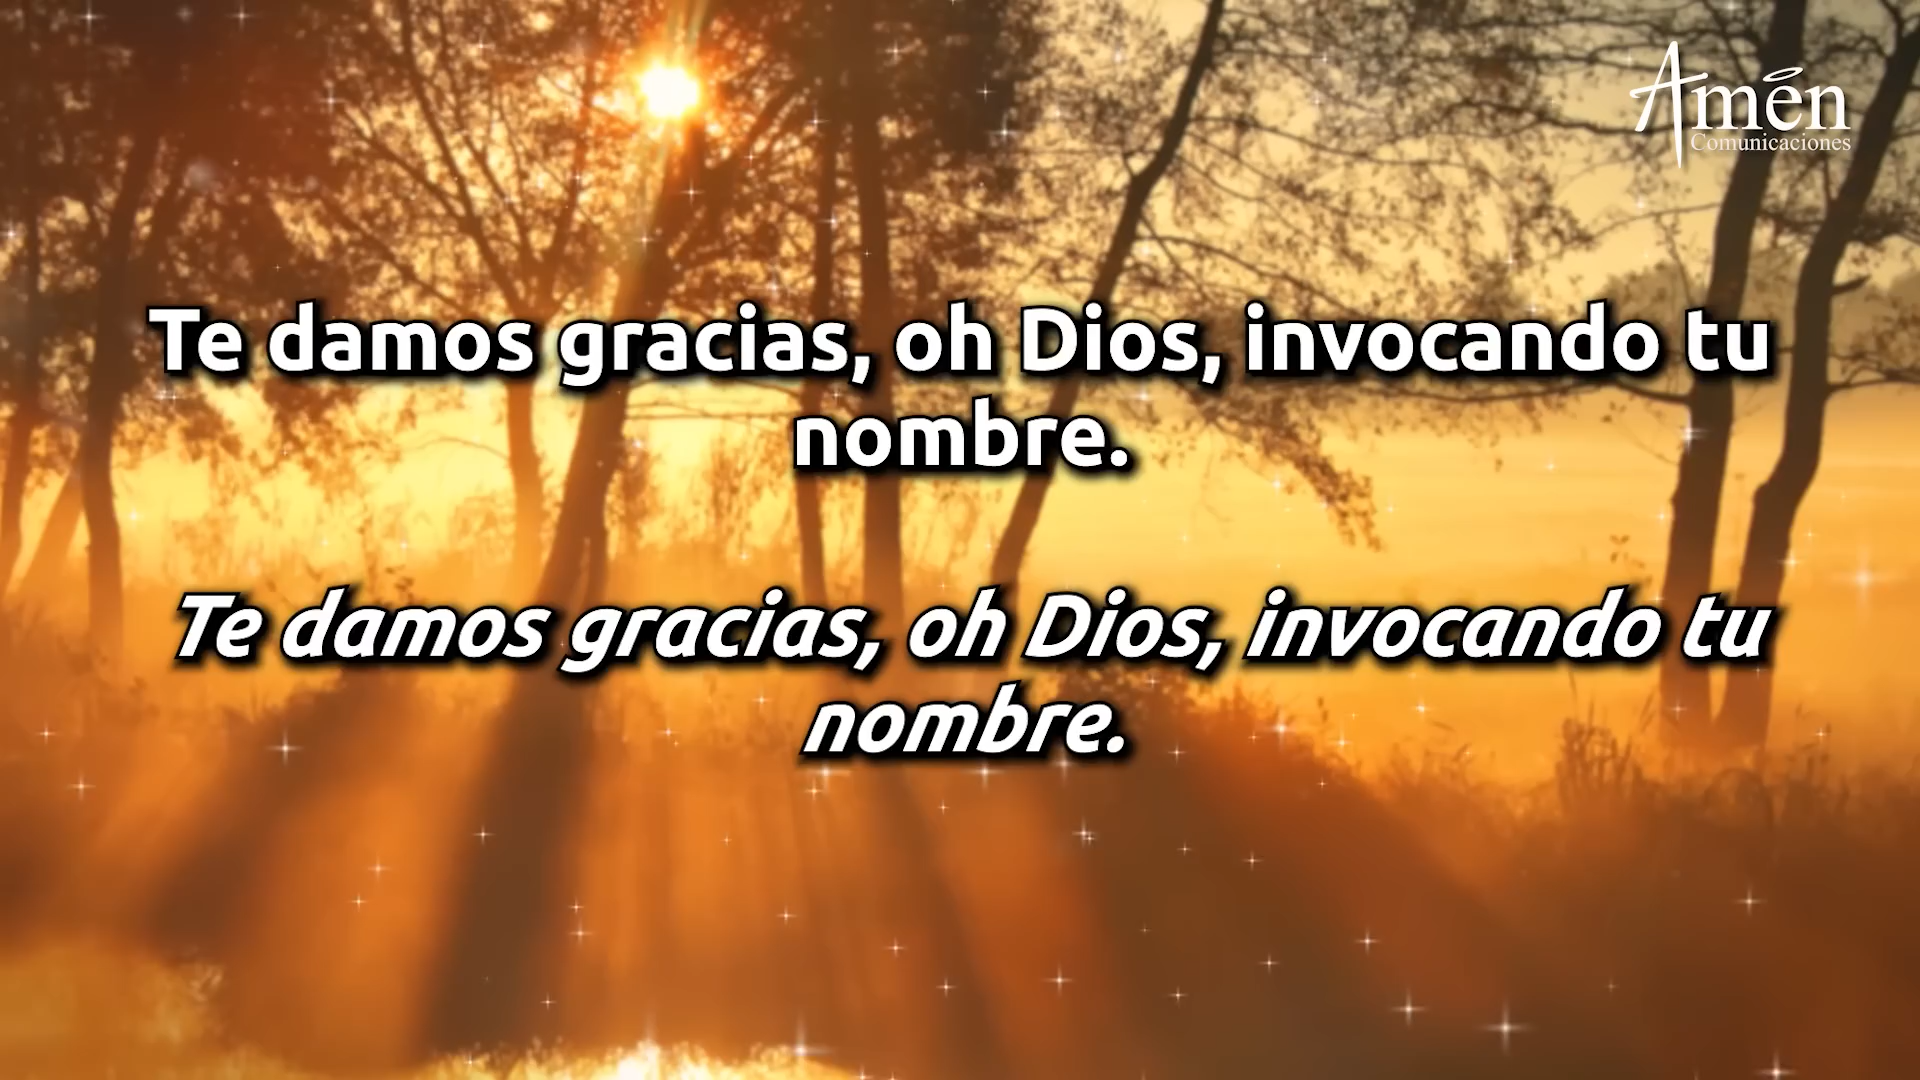 Amén
Comunicaciones
Te damos gracias, oh Dios, invocando tu
nombre.
Te damos gracias, oh Dios, invocando tu
nombre.